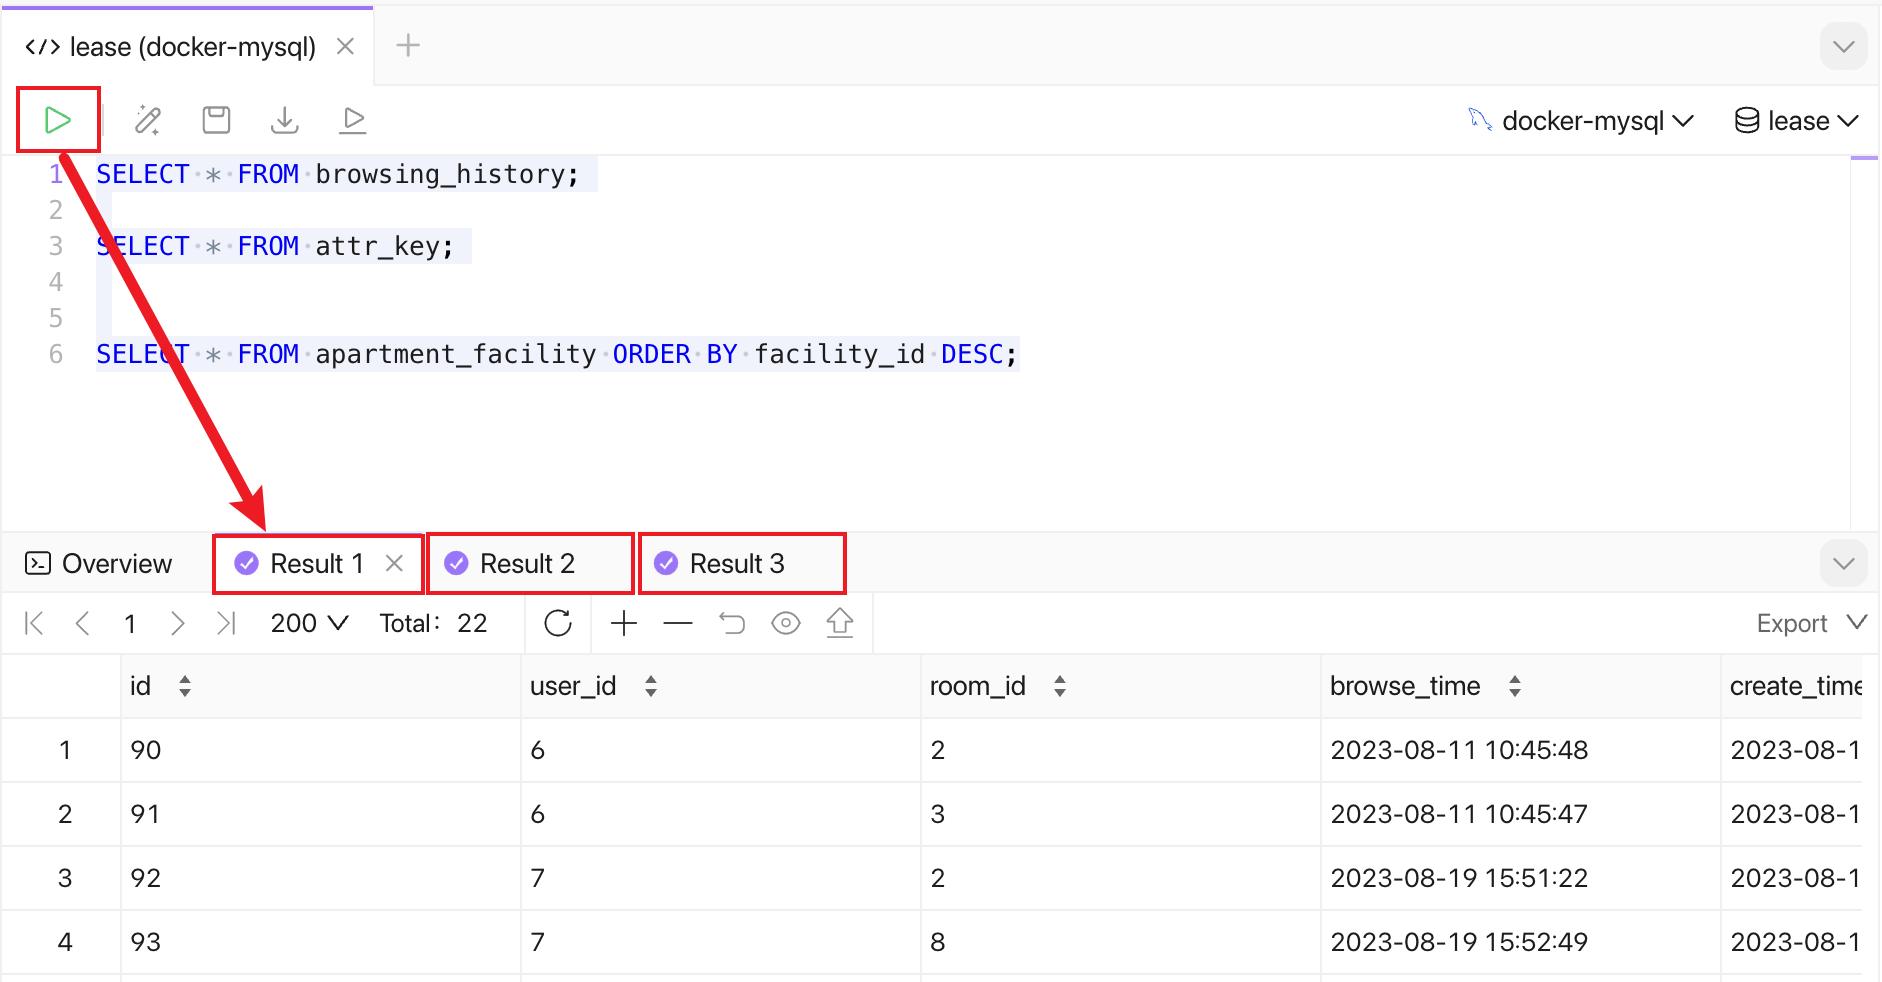 </> lease (docker-mysql)
docker-mysql lease
1 SELECT * FROM browsing_history;
2
3 SELECT * FROM attr_key;
4
5
6 SELECT * FROM apartment_facility ORDER BY facility_id DESC;
Overview Result 1 Result 2 Result 3
1 200 Total: 22 Export
id user_id room_id browse_time create_time
1 90 6 2 2023-08-11 10:45:48 2023-08-1
2 91 6 3 2023-08-11 10:45:47 2023-08-1
3 92 7 2 2023-08-19 15:51:22 2023-08-1
4 93 7 8 2023-08-19 15:52:49 2023-08-1